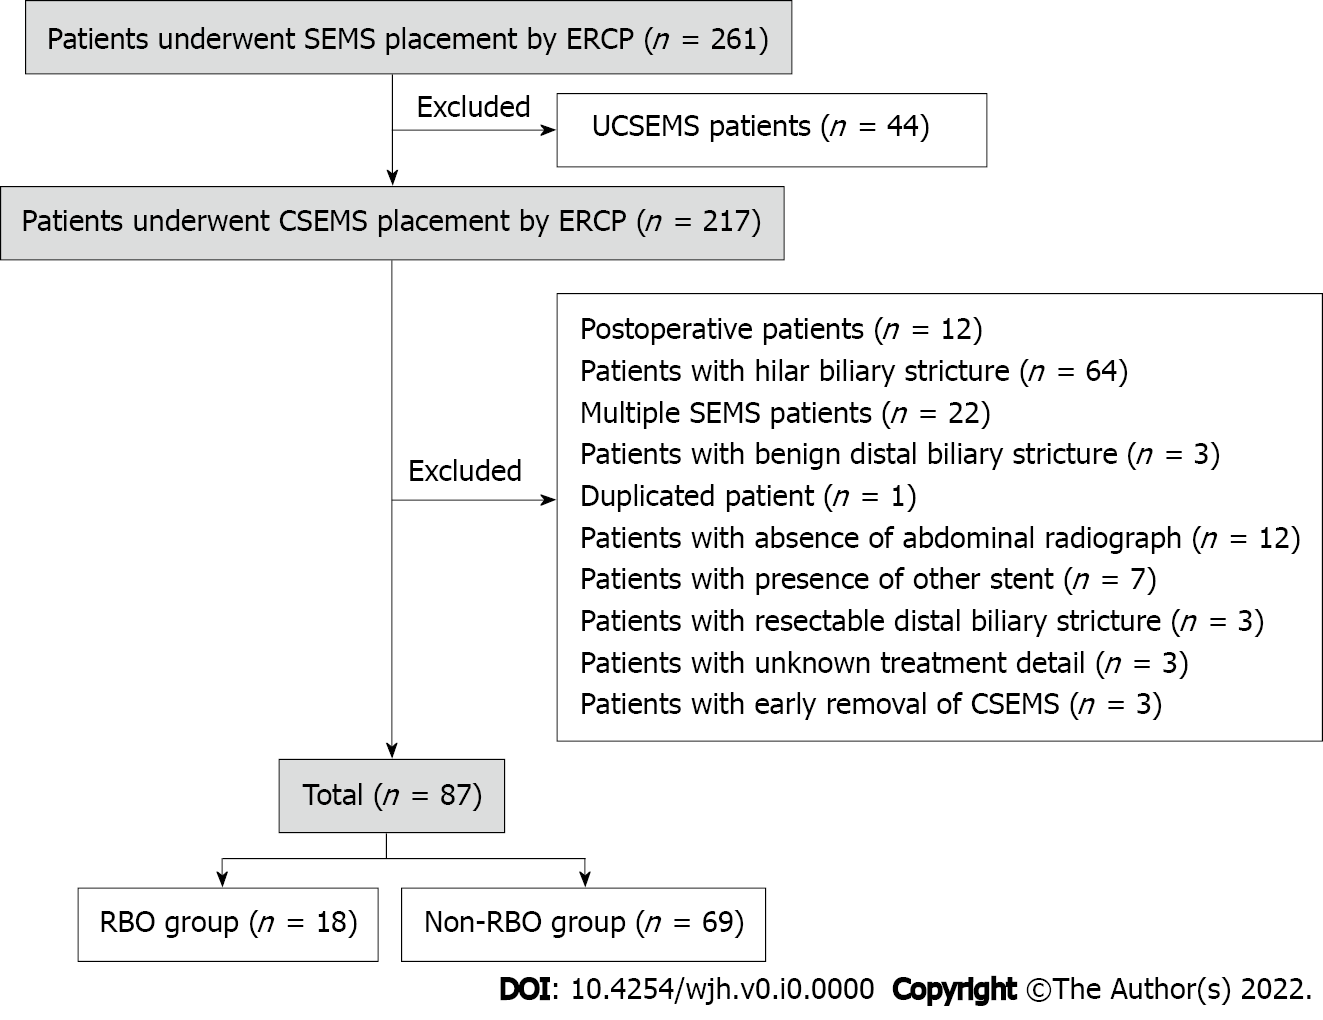 Patients underwent SEMS placement by ERCP (n = 261)
Excluded
UCSEMS patients (n = 44)
Patients underwent CSEMS placement by ERCP (n = 217)
Excluded
Postoperative patients (n = 12)
Patients with hilar biliary stricture (n = 64)
Multiple SEMS patients (n = 22)
Patients with benign distal biliary stricture (n = 3)
Duplicated patient (n = 1)
Patients with absence of abdominal radiograph (n = 12)
Patients with presence of other stent (n = 7)
Patients with resectable distal biliary stricture (n = 3)
Patients with unknown treatment detail (n = 3)
Patients with early removal of CSEMS (n = 3)
Total (n = 87)
RBO group (n = 18)
Non-RBO group (n = 69)
DOI: 10.4254/wjh.v0.i0.0000 Copyright ©The Author(s) 2022.